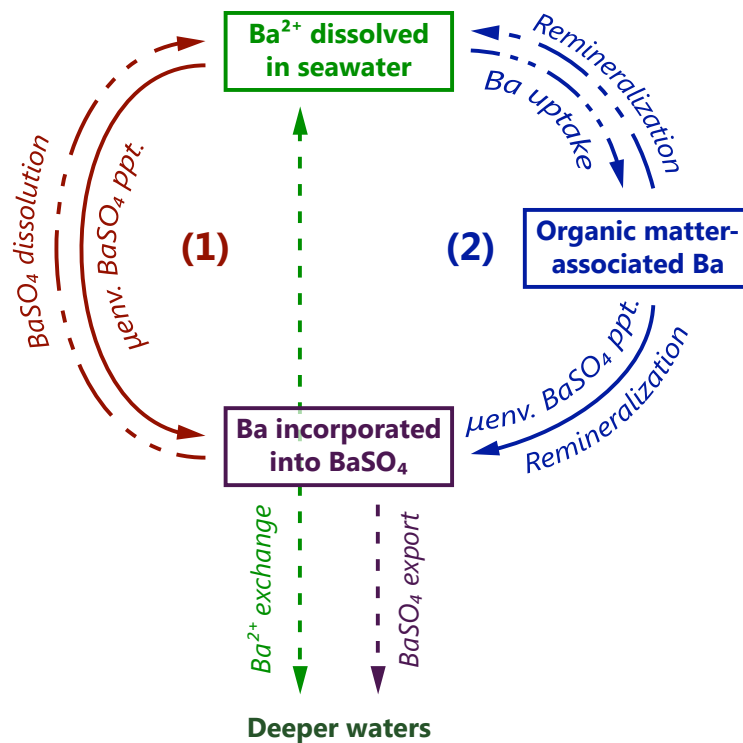 Ba²⁺ dissolved
in seawater
Remineralization
Ba uptake
BaSO₄ dissolution
μenv. BaSO₄ ppt.
(1)
(2)
Organic matter-
associated Ba
μenv. BaSO₄ ppt.
Remineralization
Ba incorporated
into BaSO₄
Ba²⁺ exchange
BaSO₄ export
Deeper waters